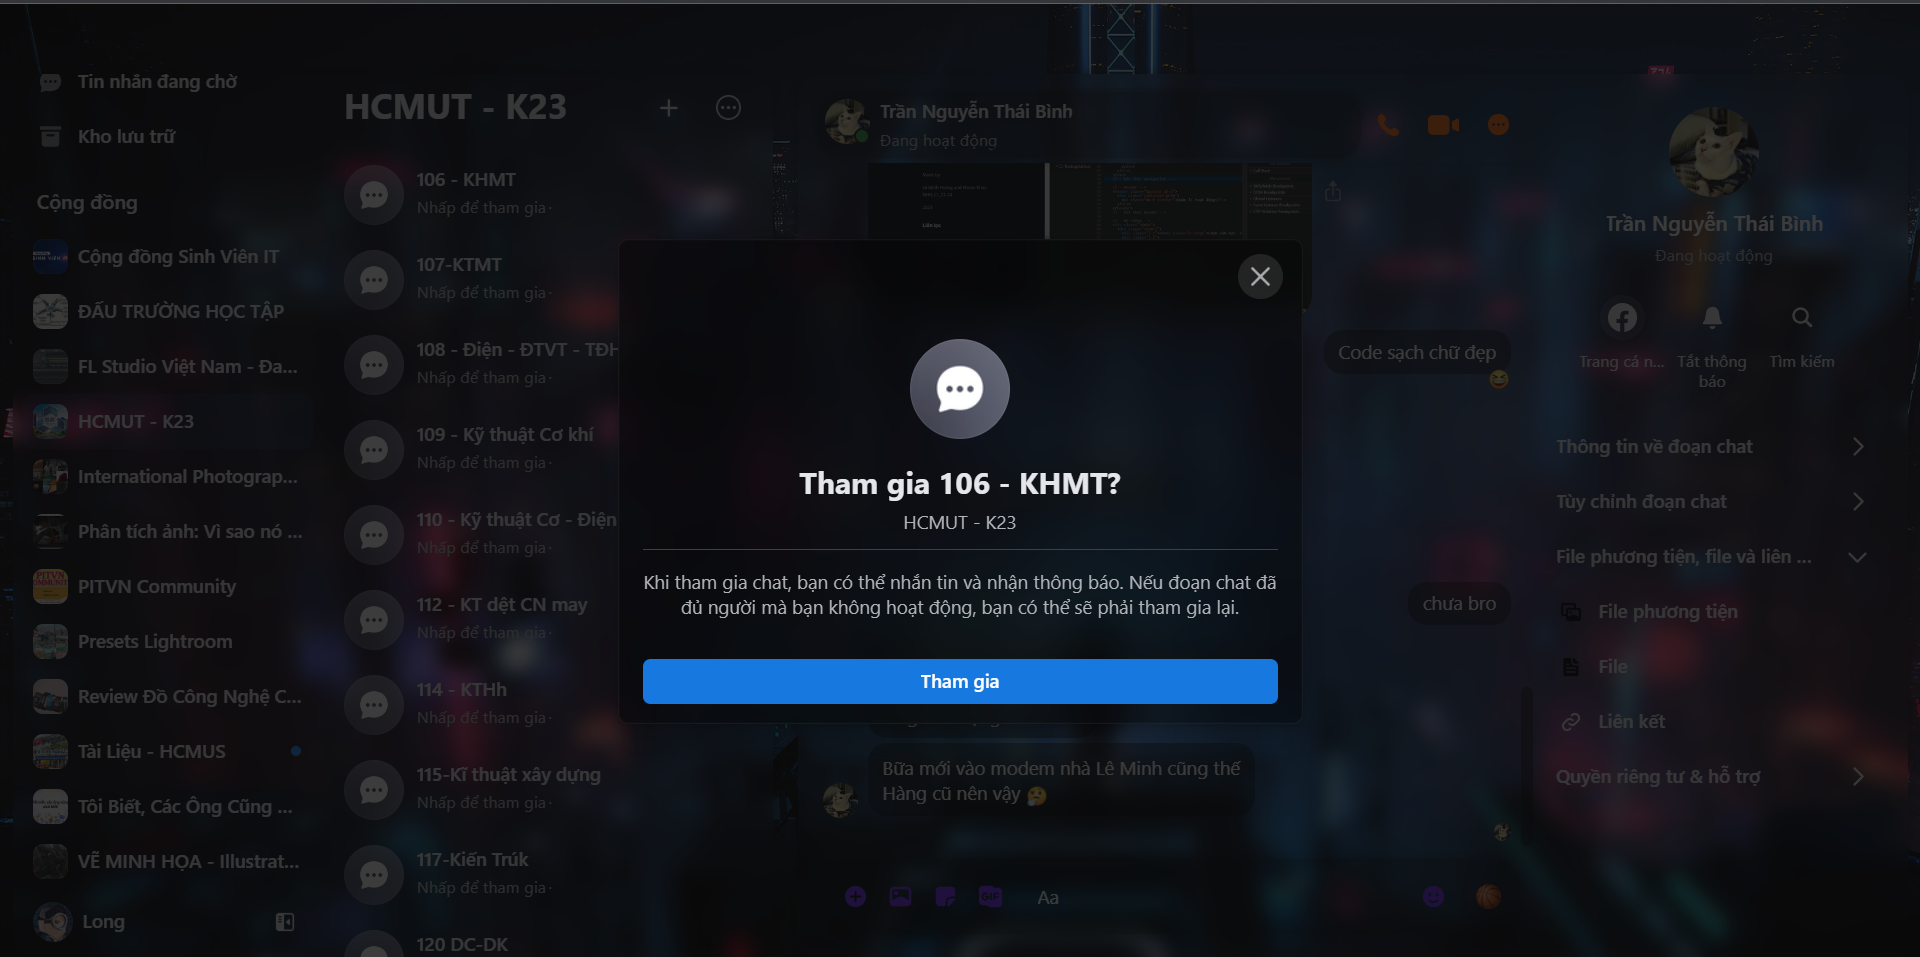 Tin nhắn đang chờ
Kho lưu trữ
Cộng đồng
Cộng đồng Sinh Viên IT
ĐẤU TRƯỜNG HỌC TẬP
FL Studio Việt Nam - Đa...
HCMUT - K23
International Photograp...
Phân tích ảnh: Vì sao nó ...
PITVN Community
Presets Lightroom
Review Đồ Công Nghệ C...
Tài Liệu - HCMUS
Tôi Biết, Các Ông Cũng ...
VẼ MINH HỌA - Illustrat...
Long
HCMUT - K23
106 - KHMT
Nhấp để tham gia·
107-KTMT
Nhấp để tham gia·
108 - Điện - ĐTVT - TĐH
Nhấp để tham gia·
109 - Kỹ thuật Cơ khí
Nhấp để tham gia·
110 - Kỹ thuật Cơ - Điện
Nhấp để tham gia·
112 - KT dệt CN may
Nhấp để tham gia·
114 - KTHh
Nhấp để tham gia·
115-Kĩ thuật xây dựng
Nhấp để tham gia·
117-Kiến Trúk
Nhấp để tham gia·
120 DC-DK
Trần Nguyễn Thái Bình
Đang hoạt động
Code sạch chữ đẹp
Tham gia 106 - KHMT?
HCMUT - K23
Khi tham gia chat, bạn có thể nhắn tin và nhận thông báo. Nếu đoạn chat đã
đủ người mà bạn không hoạt động, bạn có thể sẽ phải tham gia lại.
Tham gia
chưa bro
Bữa mới vào modem nhà Lê Minh cũng thế
Hàng cũ nên vậy 🤔
GIF
Aa
Trần Nguyễn Thái Bình
Đang hoạt động
Trang cá n...
Tắt thông
báo
Tìm kiếm
Thông tin về đoạn chat
Tùy chỉnh đoạn chat
File phương tiện, file và liên ...
File phương tiện
File
Liên kết
Quyền riêng tư & hỗ trợ